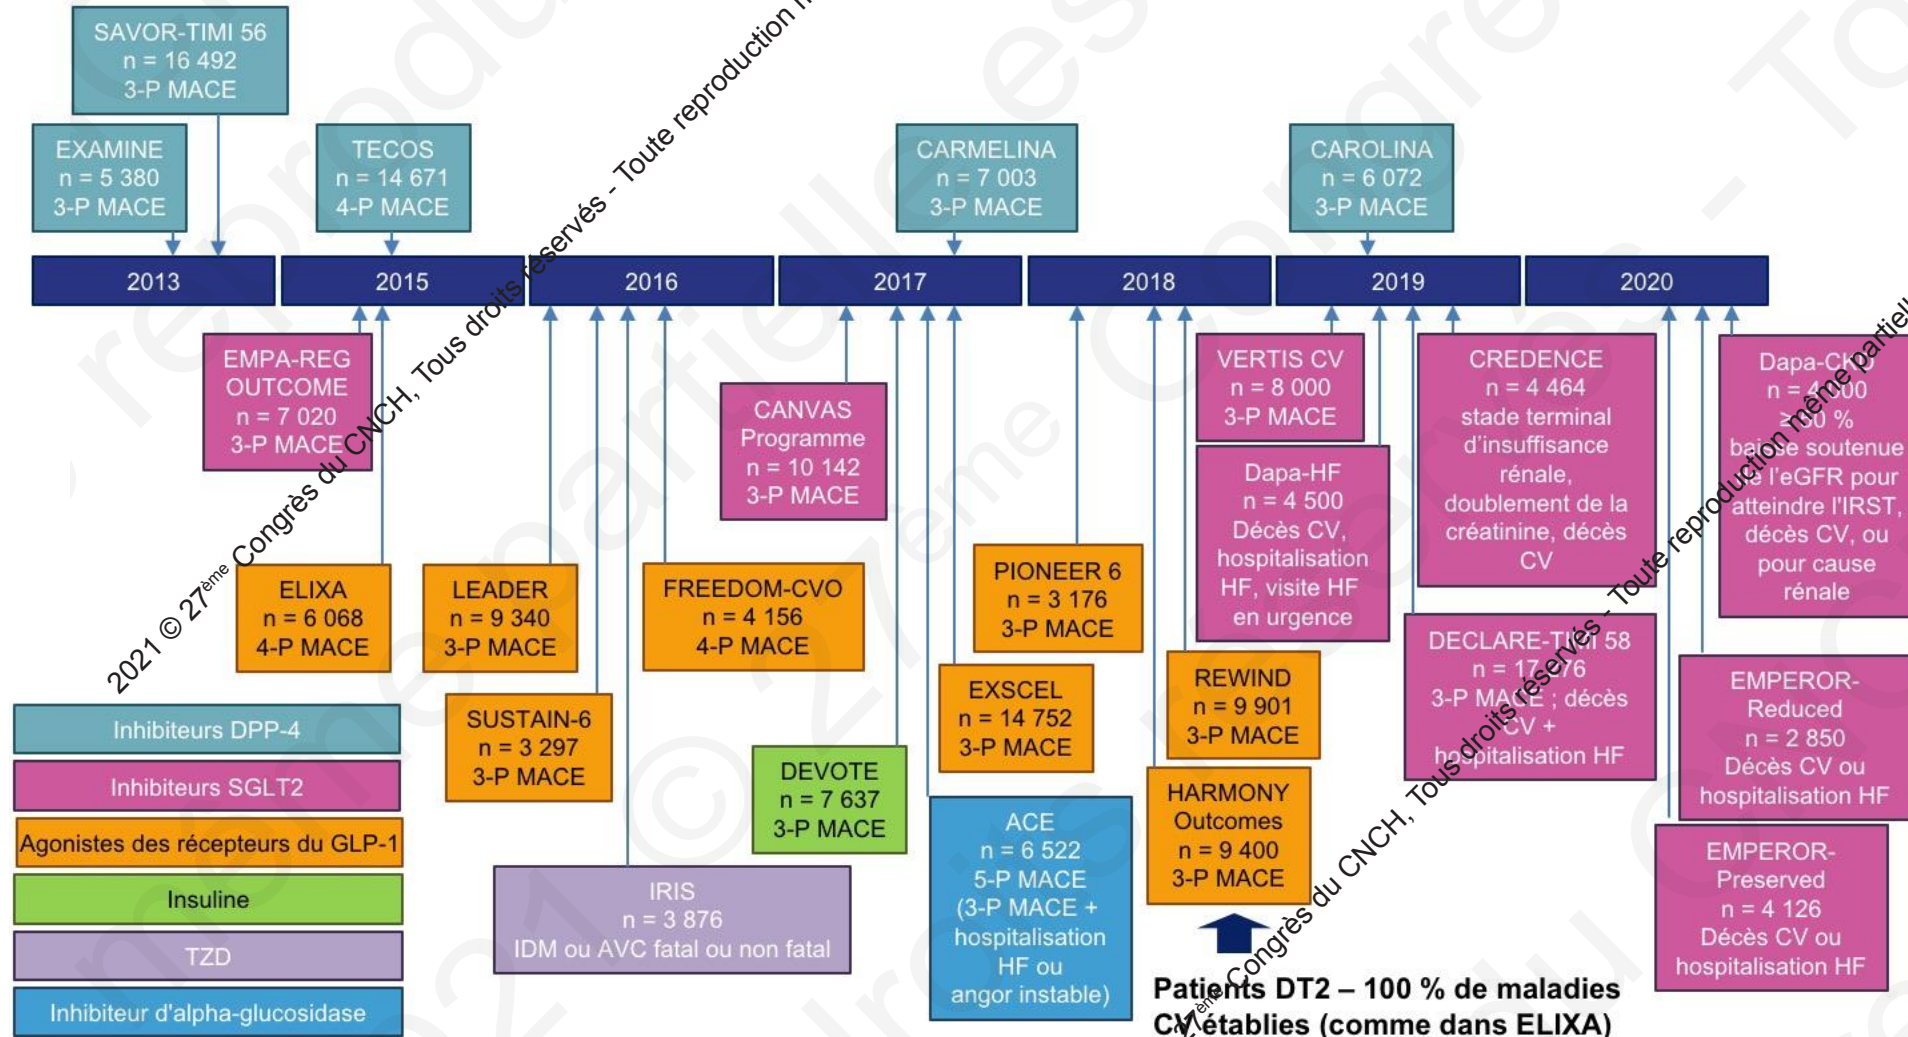 SAVOR-TIMI 56
n = 16 492
3-P MACE
EXAMINE
n = 5 380
3-P MACE
TECOS
n = 14 671
4-P MACE
CARMELINA
n = 7 003
3-P MACE
CAROLINA
n = 6 072
3-P MACE
2013
2015
2016
2017
2018
2019
2020
EMPA-REG
OUTCOME
n = 7 020
3-P MACE
CANVAS
Programme
n = 10 142
3-P MACE
VERTIS CV
n = 8 000
3-P MACE
Dapa-HF
n = 4 500
Décès CV,
hospitalisation
HF, visite HF
en urgence
CREDENCE
n = 4 464
stade terminal
d'insuffisance
rénale,
doublement de la
créatinine, décès
CV
n =
baisse soutenue
de l'eGFR pour
atteindre l'IRST,
décès CV, ou
pour cause
rénale
ELIXA
n = 6 068
4-P MACE
LEADER
n = 9 340
3-P MACE
FREEDOM-CVO
n = 4 156
4-P MACE
PIONEER 6
n = 3 176
3-P MACE
DECLARE-TIMI 58
n =
3-P MACE ; décès
CV +
hospitalisation HF
SUSTAIN-6
n = 3 297
3-P MACE
EXSCEL
n = 14 752
3-P MACE
REWIND
n = 9 901
3-P MACE
EMPEROR-
Reduced
n = 2 850
Décès CV ou
hospitalisation HF
DEVOTE
n = 7 637
3-P MACE
ACE
n = 6 522
5-P MACE
(3-P MACE +
hospitalisation
HF ou
angor instable)
HARMONY
Outcomes
n = 9 400
3-P MACE
EMPEROR-
Preserved
n = 4 126
Décès CV ou
hospitalisation HF
IRIS
n = 3 876
IDM ou AVC fatal ou non fatal
Inhibiteurs DPP-4
Inhibiteurs SGLT2
Agonistes des récepteurs du GLP-1
Insuline
TZD
Inhibiteur d'alpha-glucosidase
Patients DT2 – 100 % de maladies
CV établies (comme dans ELIXA)
2021 © 27ème Congrès du CNCH, Tous droits réservés - Toute reproduction
27ème Congrès du CNCH, Tous droits réservés - Toute reproduction même partielle